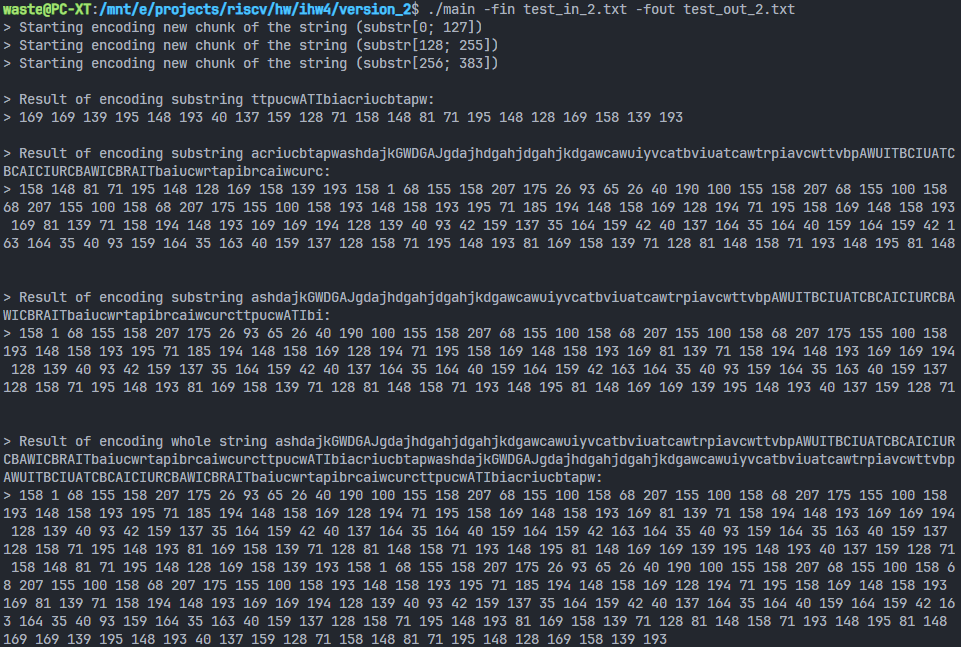 waste@PC-XT:/mnt/e/projects/riscv/hw/ihw4/version_2$ ./main -fin test_in_2.txt -fout test_out_2.txt
> Starting encoding new chunk of the string (substr[0; 127])
> Starting encoding new chunk of the string (substr[128; 255])
> Starting encoding new chunk of the string (substr[256; 383])
> Result of encoding substring ttpucwATIbiacriucbtapw:
> 169 169 139 195 148 193 40 137 159 128 71 158 148 81 71 195 148 128 169 158 139 193
> Result of encoding substring acriucbtapwashdajkGWDGAJgdajhdgahjdgahjkdgawcawuiyvcatbviuatcawtrpiavcwttvbpAWUITBCIUATC
BCAICIURCBAWICBRAITbaiucwrtapibrcaiwcurc:
> 158 148 81 71 195 148 128 169 158 139 193 158 1 68 155 158 207 175 26 93 65 26 40 190 100 155 158 207 68 155 100 158
68 207 155 100 158 68 207 175 155 100 158 193 148 158 193 195 71 185 194 148 158 169 128 194 71 195 158 169 148 158 193
 169 81 139 71 158 194 148 193 169 169 194 128 139 40 93 42 159 137 35 164 159 42 40 137 164 35 164 40 159 164 159 42 1
63 164 35 40 93 159 164 35 163 40 159 137 128 158 71 195 148 193 81 169 158 139 71 128 81 148 158 71 193 148 195 81 148
> Result of encoding substring ashdajkGWDGAJgdajhdgahjdgahjkdgawcawuiyvcatbviuatcawtrpiavcwttvbpAWUITBCIUATCBCAICIURCBA
WICBRAITbaiucwrtapibrcaiwcurcttpucwATIbi:
> 158 1 68 155 158 207 175 26 93 65 26 40 190 100 155 158 207 68 155 100 158 68 207 155 100 158 68 207 175 155 100 158
193 148 158 193 195 71 185 194 148 158 169 128 194 71 195 158 169 148 158 193 169 81 139 71 158 194 148 193 169 169 194
 128 139 40 93 42 159 137 35 164 159 42 40 137 164 35 164 40 159 164 159 42 163 164 35 40 93 159 164 35 163 40 159 137
128 158 71 195 148 193 81 169 158 139 71 128 81 148 158 71 193 148 195 81 148 169 169 139 195 148 193 40 137 159 128 71
> Result of encoding whole string ashdajkGWDGAJgdajhdgahjdgahjkdgawcawuiyvcatbviuatcawtrpiavcwttvbpAWUITBCIUATCBCAICIUR
CBAWICBRAITbaiucwrtapibrcaiwcurcttpucwATIbiacriucbtapwashdajkGWDGAJgdajhdgahjdgahjkdgawcawuiyvcatbviuatcawtrpiavcwttvbp
AWUITBCIUATCBCAICIURCBAWICBRAITbaiucwrtapibrcaiwcurcttpucwATIbiacriucbtapw:
> 158 1 68 155 158 207 175 26 93 65 26 40 190 100 155 158 207 68 155 100 158 68 207 155 100 158 68 207 175 155 100 158
193 148 158 193 195 71 185 194 148 158 169 128 194 71 195 158 169 148 158 193 169 81 139 71 158 194 148 193 169 169 194
 128 139 40 93 42 159 137 35 164 159 42 40 137 164 35 164 40 159 164 159 42 163 164 35 40 93 159 164 35 163 40 159 137
128 158 71 195 148 193 81 169 158 139 71 128 81 148 158 71 193 148 195 81 148 169 169 139 195 148 193 40 137 159 128 71
 158 148 81 71 195 148 128 169 158 139 193 158 1 68 155 158 207 175 26 93 65 26 40 190 100 155 158 207 68 155 100 158 6
8 207 155 100 158 68 207 175 155 100 158 193 148 158 193 195 71 185 194 148 158 169 128 194 71 195 158 169 148 158 193
169 81 139 71 158 194 148 193 169 169 194 128 139 40 93 42 159 137 35 164 159 42 40 137 164 35 164 40 159 164 159 42 16
3 164 35 40 93 159 164 35 163 40 159 137 128 158 71 195 148 193 81 169 158 139 71 128 81 148 158 71 193 148 195 81 148
169 169 139 195 148 193 40 137 159 128 71 158 148 81 71 195 148 128 169 158 139 193